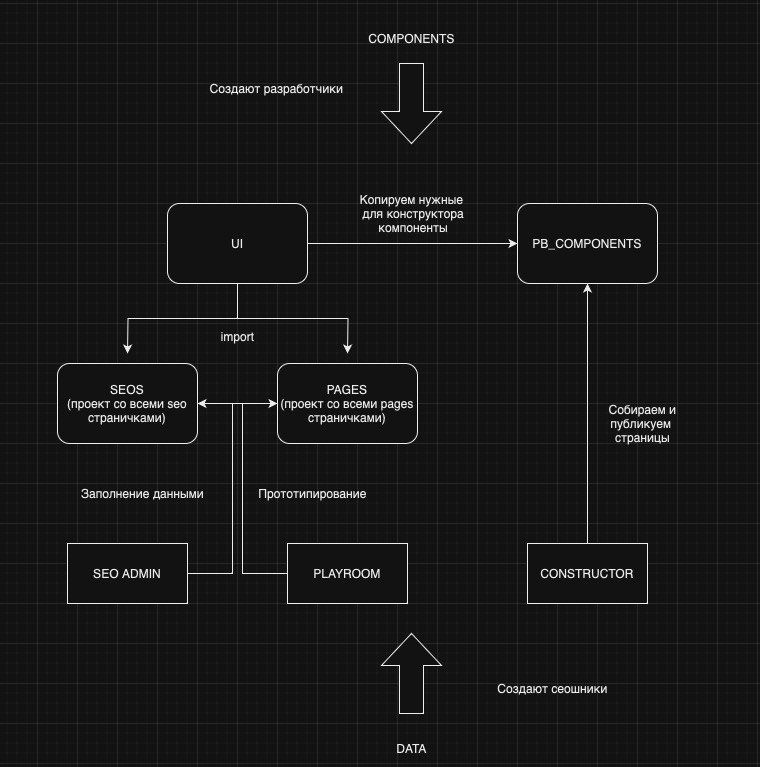 COMPONENTS
Создают разработчики
Копируем нужные
для конструктора
компоненты
UI
PB_COMPONENTS
import
SEOS
(проект со всеми seo
страничками)
PAGES
(проект со всеми pages
страничками)
Собираем и
публикуем
страницы
Заполнение данными
Прототипирование
SEO ADMIN
PLAYROOM
CONSTRUCTOR
Создают сеошники
DATA